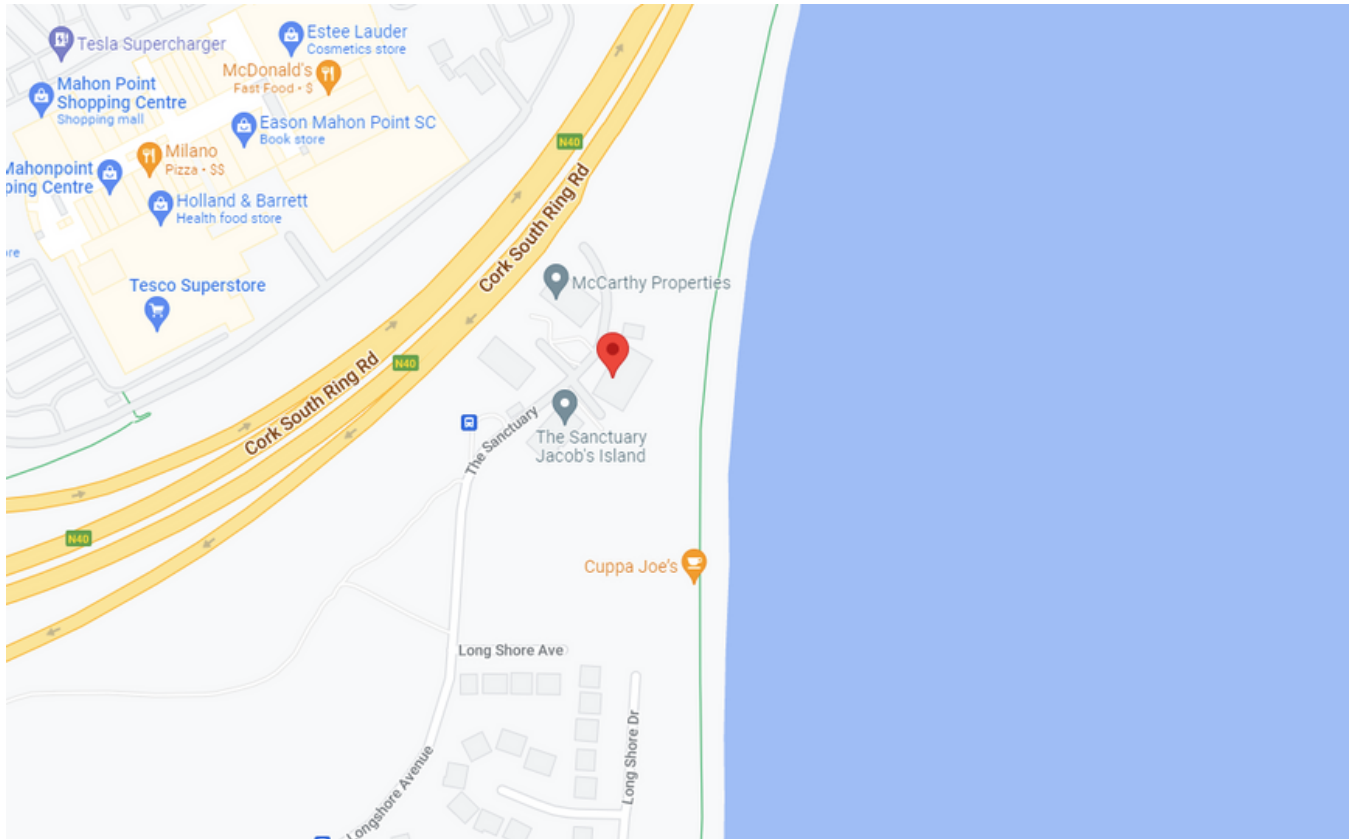 Tesla Supercharger
Estee Lauder
Cosmetics store
McDonald's
Fast Food • $
Mahon Point
Shopping Centre
Shopping mall
Eason Mahon Point SC
Book store
Milano
Pizza • $$
Mahonpoint
ping Centre
Holland & Barrett
Health food store
re
Tesco Superstore
N40
Cork South Ring Rd
McCarthy Properties
N40
Cork South Ring Rd
The Sanctuary
The Sanctuary
Jacob's Island
N40
Cuppa Joe's
Long Shore Ave
Long Shore Dr
Longshore Avenue